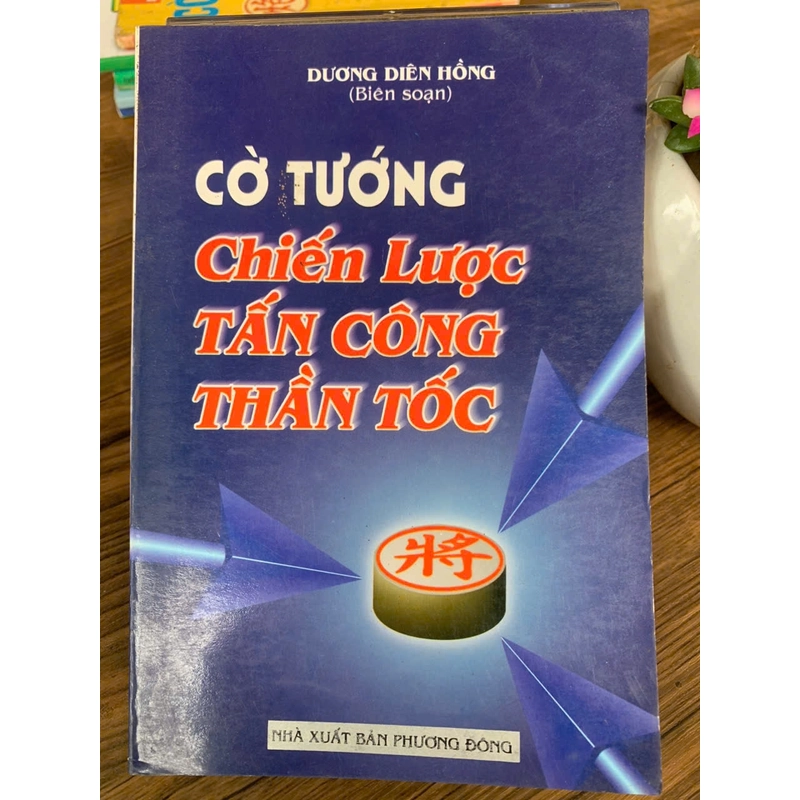 DƯƠNG DIÊN HỒNG
(Biên soạn)
CỜ TƯỚNG
Chiến Lược
TẤN CÔNG
THẦN TỐC
將
NHÀ XUẤT BẢN PHƯƠNG ĐÔNG